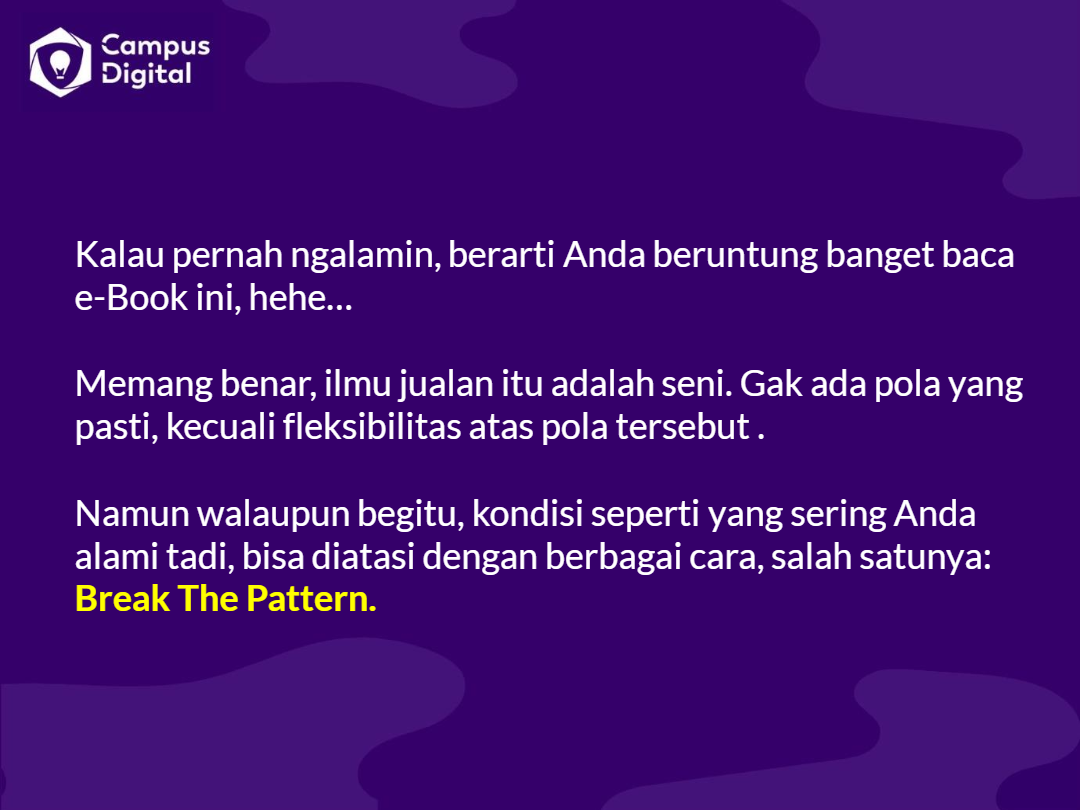 Campus
Digital
Kalau pernah ngalamin, berarti Anda beruntung banget baca
e-Book ini, hehe...
Memang benar, ilmu jualan itu adalah seni. Gak ada pola yang
pasti, kecuali fleksibilitas atas pola tersebut .
Namun walaupun begitu, kondisi seperti yang sering Anda
alami tadi, bisa diatasi dengan berbagai cara, salah satunya:
Break The Pattern.